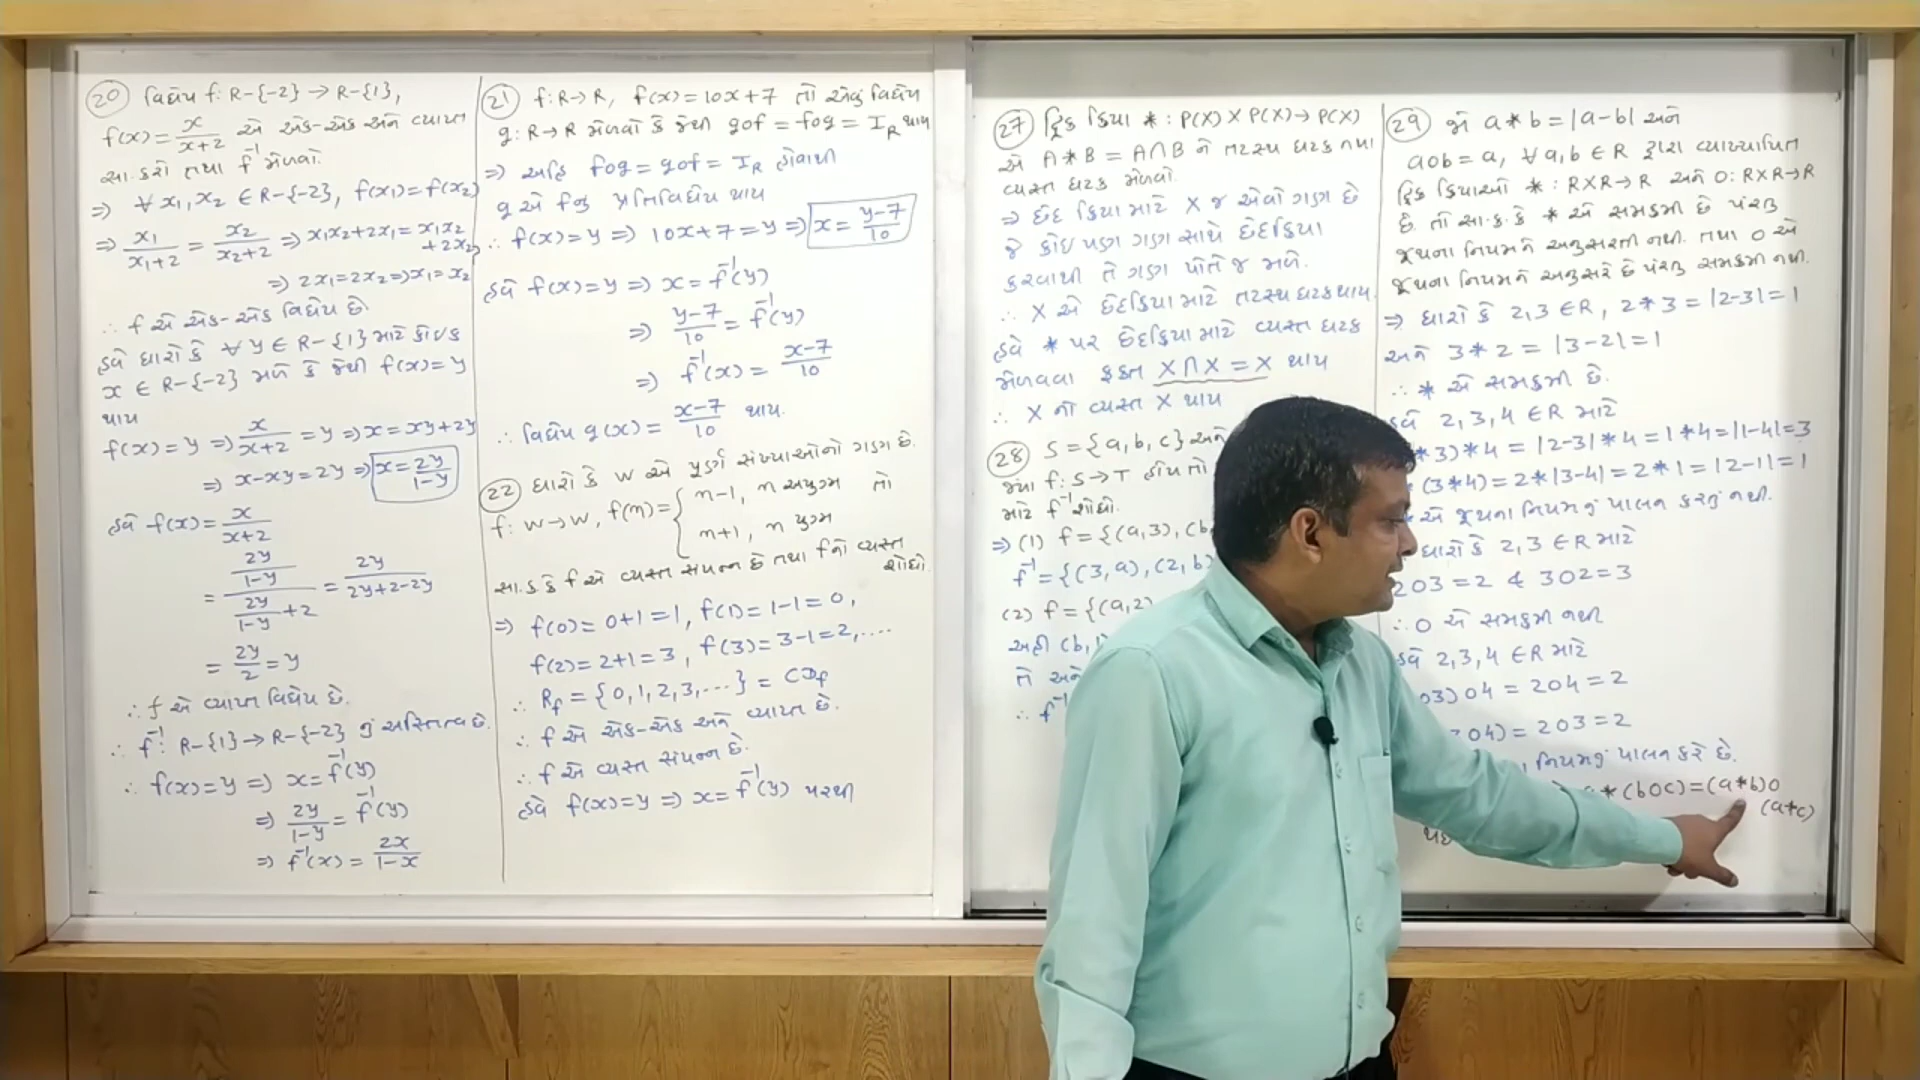 20 વિધેય f: R-{-2} → R-{1},
f(x) = x/x+2 એ એક-એક અને વ્યાપ્ત
સા.કરો તથા f⁻¹ મેળવો.
⇒ ∀ x₁, x₂ ∈ R-{-2}, f(x₁) = f(x₂)
⇒ x₁/x₁+2 = x₂/x₂+2 ⇒ x₁x₂+2x₁ = x₁x₂
+2x₂
⇒ 2x₁=2x₂ ⇒ x₁=x₂
∴ f એ એક-એક વિધેય છે.
હવે ધારો કે ∀ y ∈ R-{1} માટે કોઇક
x ∈ R-{-2} મળે કે જેથી f(x)=y
થાય
f(x)=y ⇒ x/x+2 = y ⇒ x=xy+2y
⇒ x-xy=2y ⇒ x=2y/1-y
હવે f(x)= x/x+2
= (2y/1-y)/(2y/1-y +2) = 2y/2y+2-2y
= 2y/2 = y
∴ f એ વ્યાપ્ત વિધેય છે.
∴ f⁻¹: R-{1} → R-{-2} નું અસ્તિત્વ છે.
∴ f(x)=y ⇒ x=f⁻¹(y)
⇒ 2y/1-y = f⁻¹(y)
⇒ f⁻¹(x) = 2x/1-x
21 f: R→R, f(x)=10x+7 તો એવું વિધેય
g: R→R મેળવો કે જેથી gof = fog = I_R થાય
⇒ અહિ fog = gof = I_R હોવાથી
g એ f નું પ્રતિવિધેય થાય
∴ f(x)=y ⇒ 10x+7=y ⇒ x= y-7/10
હવે f(x)=y ⇒ x=f⁻¹(y)
⇒ y-7/10 = f⁻¹(y)
⇒ f⁻¹(x) = x-7/10
∴ વિધેય g(x) = x-7/10 થાય.
22 ધારો કે W એ પૂર્ણ સંખ્યાઓનો ગણ છે.
f: W→W, f(n) = { n-1, n અયુગ્મ તો
n+1, n યુગ્મ
સા.ક.કે f એ વ્યસ્ત સંપન્ન છે તથા f નો વ્યસ્ત
શોધો.
⇒ f(0)= 0+1=1, f(1)=1-1=0,
f(2)=2+1=3, f(3)=3-1=2,....
∴ R_f = {0,1,2,3,...} = CD_f
∴ f એ એક-એક અને વ્યાપ્ત છે.
∴ f એ વ્યસ્ત સંપન્ન છે.
હવે f(x)=y ⇒ x=f⁻¹(y) પરથી
27 દ્વિક ક્રિયા * : P(X) X P(X) → P(X)
એ A*B = A∩B ને તટસ્થ ઘટક તથા
વ્યસ્ત ઘટક મેળવો.
⇒ છેદ ક્રિયા માટે X જ એવો ગણ છે
જે કોઇ પણ ગણ સાથે છેદક્રિયા
કરવાથી તે ગણ પોતે જ મળે.
∴ X એ છેદક્રિયા માટે તટસ્થ ઘટક થાય.
હવે * પર છેદક્રિયા માટે વ્યસ્ત ઘટક
મેળવવા ફક્ત X∩X = X થાય
∴ X નો વ્યસ્ત X થાય
28 S={a,b,c} અને
જ્યાં f: S→T હોય તો
માટે f⁻¹ શોધો.
⇒ (1) f = {(a,3), (b,
f⁻¹ = {(3,a), (2,b)
(2) f = {(a,2)
અહી (b,1
તે અને
∴ f⁻¹
29 જો a*b = |a-b| અને
aob = a, ∀ a,b ∈ R દ્વારા વ્યાખ્યાયિત
દ્વિક ક્રિયાઓ * : RXR→R અને O: RXR→R
છે. તો સા.ક.કે * એ સમક્રમી છે પરંતુ
જૂથના નિયમને અનુસરતી નથી. તથા O એ
જૂથના નિયમને અનુસરે છે પરંતુ સમક્રમી નથી.
⇒ ધારો કે 2,3 ∈ R, 2*3 = |2-3| = 1
અને 3*2 = |3-2| = 1
∴ * એ સમક્રમી છે.
હવે 2,3,4 ∈ R માટે
*3)*4 = |2-3|*4 = 1*4 = |1-4| = 3
*(3*4) = 2*|3-4| = 2*1 = |2-1| = 1
* એ જૂથના નિયમનું પાલન કરતું નથી.
ધારો કે 2,3 ∈ R માટે
2O3 = 2 & 3O2 = 3
∴ O એ સમક્રમી નથી
હવે 2,3,4 ∈ R માટે
O3)O4 = 2O4 = 2
3O4) = 2O3 = 2
નિયમનું પાલન કરે છે.
a*(bOc) = (a*b)O
(a*c)